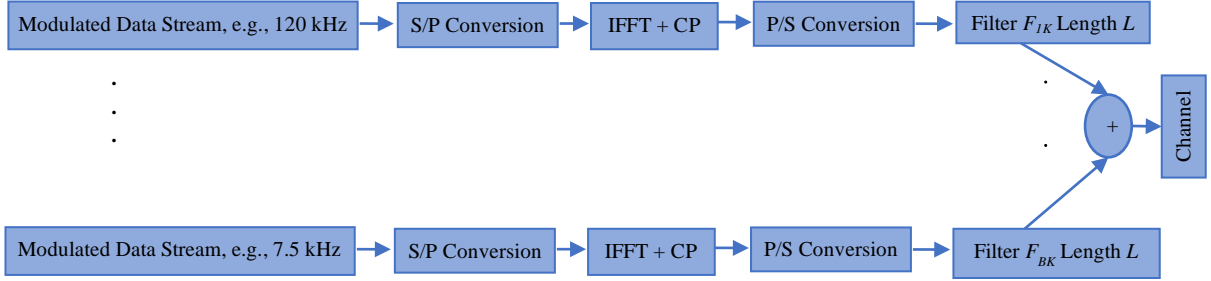 Modulated Data Stream, e.g., 120 kHz
S/P Conversion
IFFT + CP
P/S Conversion
Filter F1K Length L
+
Channel
Modulated Data Stream, e.g., 7.5 kHz
S/P Conversion
IFFT + CP
P/S Conversion
Filter FBK Length L